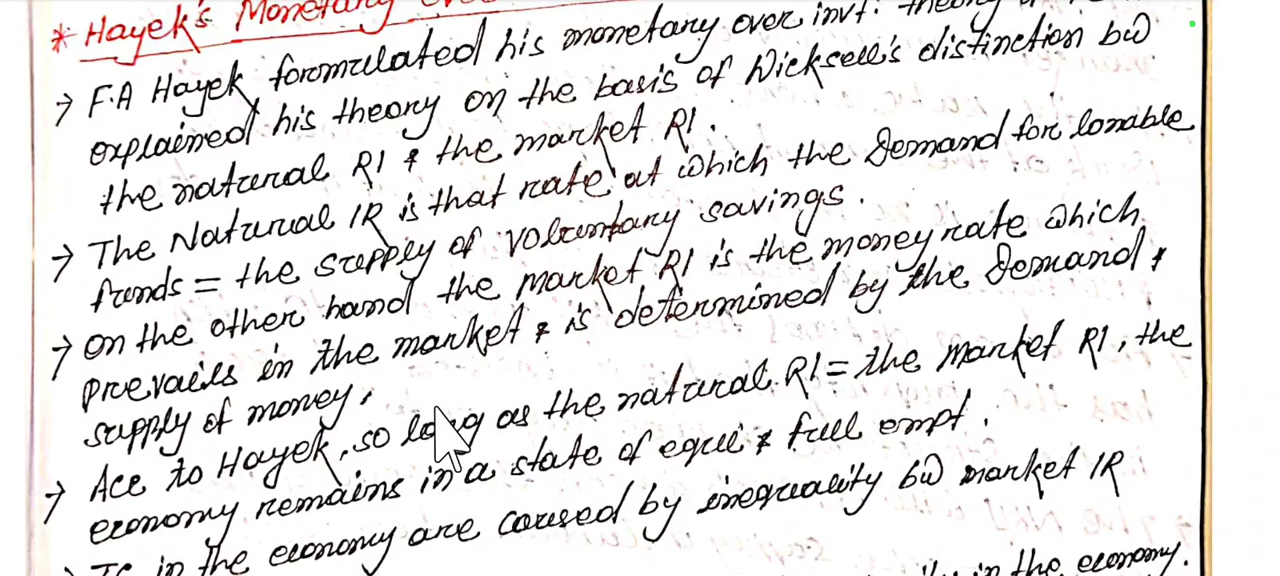 * Hayek's Monetary
→ F.A Hayek formulated his monetary over invt. theory
explained his theory on the basis of Wicksell's distinction bw
the natural RI & the market RI.
→ The Natural IR is that rate at which the Demand for lonable
funds = the supply of voluntary savings.
→ on the other hand the market RI is the money rate which
prevails in the market & is determined by the Demand &
supply of money.
→ Acc to Hayek, so long as the natural RI = the market RI, the
economy remains in a state of equi & full empt.
TC in the economy are caused by inequality bw market IR
in the economy.